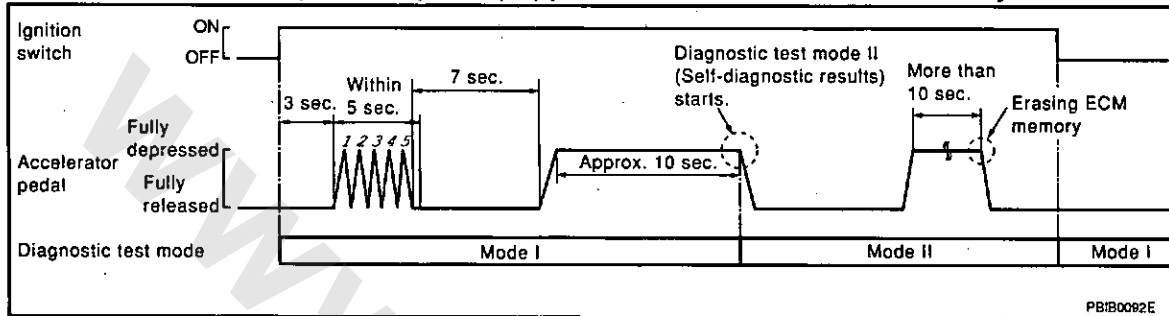 Ignition switch
ON
OFF
Diagnostic test mode II
(Self-diagnostic results)
starts.
More than
10 sec.
Erasing ECM
memory
3 sec.
Within
5 sec.
7 sec.
Accelerator
pedal
Fully
depressed
Fully
released
1 2 3 4 5
Approx. 10 sec.
Diagnostic test mode
Mode I
Mode II
Mode I
PBIB0092E
www